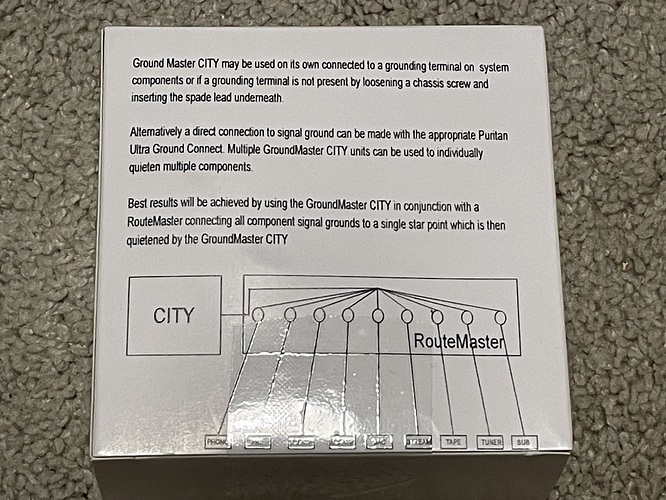 Ground Master CITY may be used on its own connected to a grounding terminal on system
components or if a grounding terminal is not present by loosening a chassis screw and
inserting the spade lead underneath.
Alternatively a direct connection to signal ground can be made with the appropriate Puritan
Ultra Ground Connect. Multiple GroundMaster CITY units can be used to individually
quieten multiple components.
Best results will be achieved by using the GroundMaster CITY in conjunction with a
RouteMaster connecting all component signal grounds to a single star point which is then
quietened by the GroundMaster CITY
CITY
RouteMaster
PHONO STREAM TAPE TUNER SUB